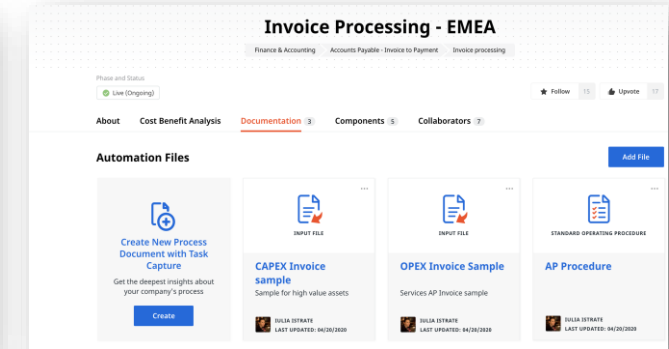 Invoice Processing - EMEA
Finance & Accounting Accounts Payable - Invoice to Payment Invoice processing
Phase and Status
Live (Ongoing)
Follow 15 Upvote 17
About Cost Benefit Analysis Documentation 3 Components 5 Collaborators 7
Automation Files
Add File
Create New Process
Document with Task
Capture
Get the deepest insights about
your company's process
Create
INPUT FILE
CAPEX Invoice
sample
Sample for high value assets
IULIA ISTRATE
LAST UPDATED: 04/20/2020
INPUT FILE
OPEX Invoice Sample
Services AP Invoice sample
IULIA ISTRATE
LAST UPDATED: 04/20/2020
STANDARD OPERATING PROCEDURE
AP Procedure
IULIA ISTRATE
LAST UPDATED: 04/20/2020